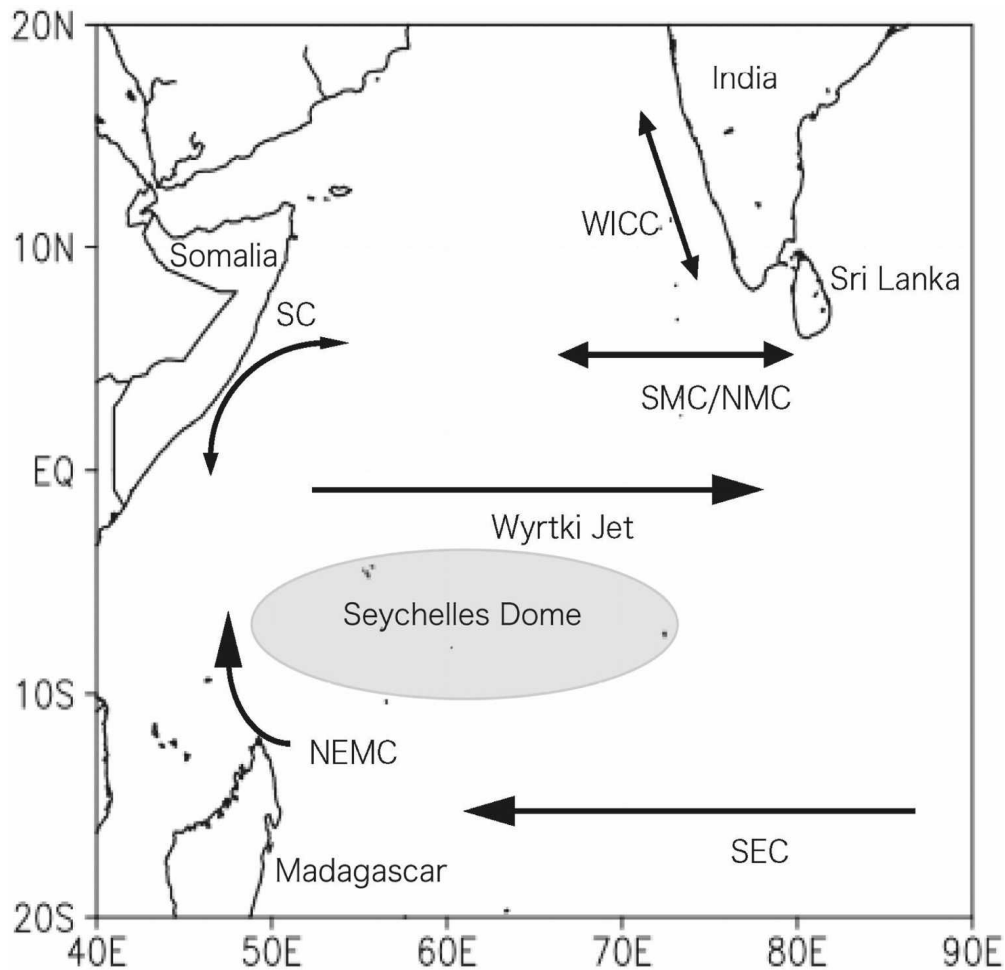 20N
India
WICC
10N
Somalia
Sri Lanka
SC
SMC/NMC
EQ
Wyrtki Jet
Seychelles Dome
10S
NEMC
SEC
Madagascar
20S
40E 50E 60E 70E 80E 90E